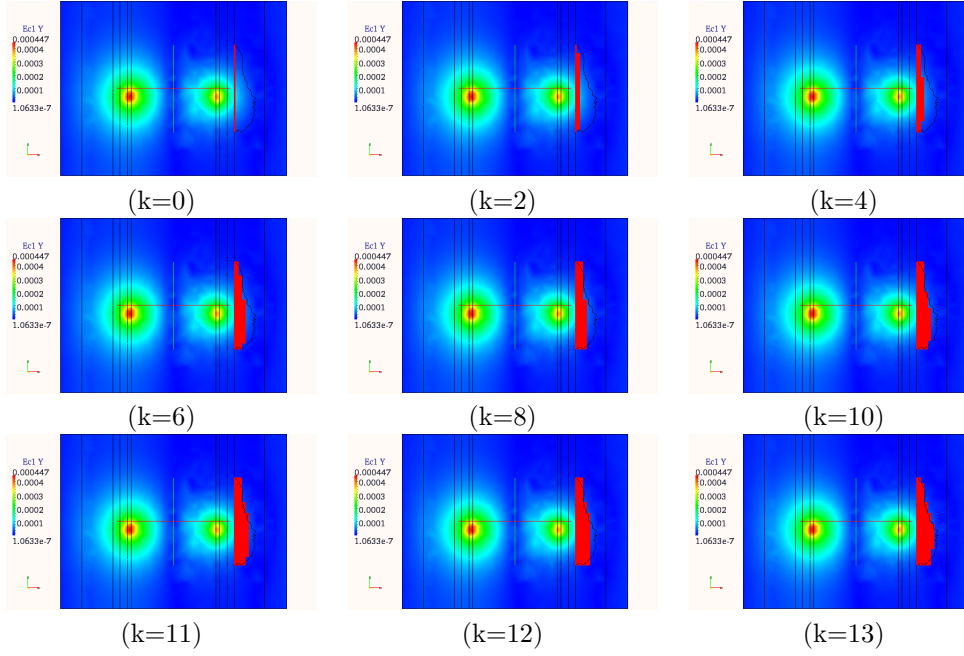 Ec1 Y
0.000447
0.0004
0.0003
0.0002
0.0001
1.0633e-7
(k=0)
Ec1 Y
0.000447
0.0004
0.0003
0.0002
0.0001
1.0633e-7
(k=2)
Ec1 Y
0.000447
0.0004
0.0003
0.0002
0.0001
1.0633e-7
(k=4)
Ec1 Y
0.000447
0.0004
0.0003
0.0002
0.0001
1.0633e-7
(k=6)
Ec1 Y
0.000447
0.0004
0.0003
0.0002
0.0001
1.0633e-7
(k=8)
Ec1 Y
0.000447
0.0004
0.0003
0.0002
0.0001
1.0633e-7
(k=10)
Ec1 Y
0.000447
0.0004
0.0003
0.0002
0.0001
1.0633e-7
(k=11)
Ec1 Y
0.000447
0.0004
0.0003
0.0002
0.0001
1.0633e-7
(k=12)
Ec1 Y
0.000447
0.0004
0.0003
0.0002
0.0001
1.0633e-7
(k=13)